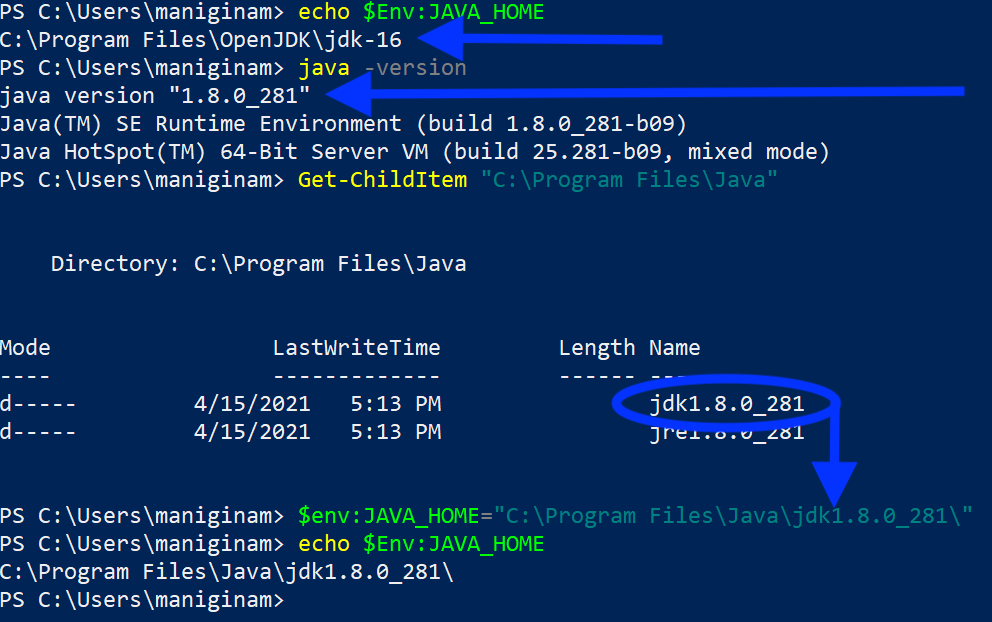 PS C:\Users\maniginam> echo $Env:JAVA_HOME
C:\Program Files\OpenJDK\jdk-16
PS C:\Users\maniginam> java -version
java version "1.8.0_281"
Java(TM) SE Runtime Environment (build 1.8.0_281-b09)
Java HotSpot(TM) 64-Bit Server VM (build 25.281-b09, mixed mode)
PS C:\Users\maniginam> Get-ChildItem "C:\Program Files\Java"
Directory: C:\Program Files\Java
Mode LastWriteTime Length Name
---- ------------- ------ ----
d----- 4/15/2021 5:13 PM jdk1.8.0_281
d----- 4/15/2021 5:13 PM jre1.8.0_281
PS C:\Users\maniginam> $env:JAVA_HOME="C:\Program Files\Java\jdk1.8.0_281\"
PS C:\Users\maniginam> echo $Env:JAVA_HOME
C:\Program Files\Java\jdk1.8.0_281\
PS C:\Users\maniginam>